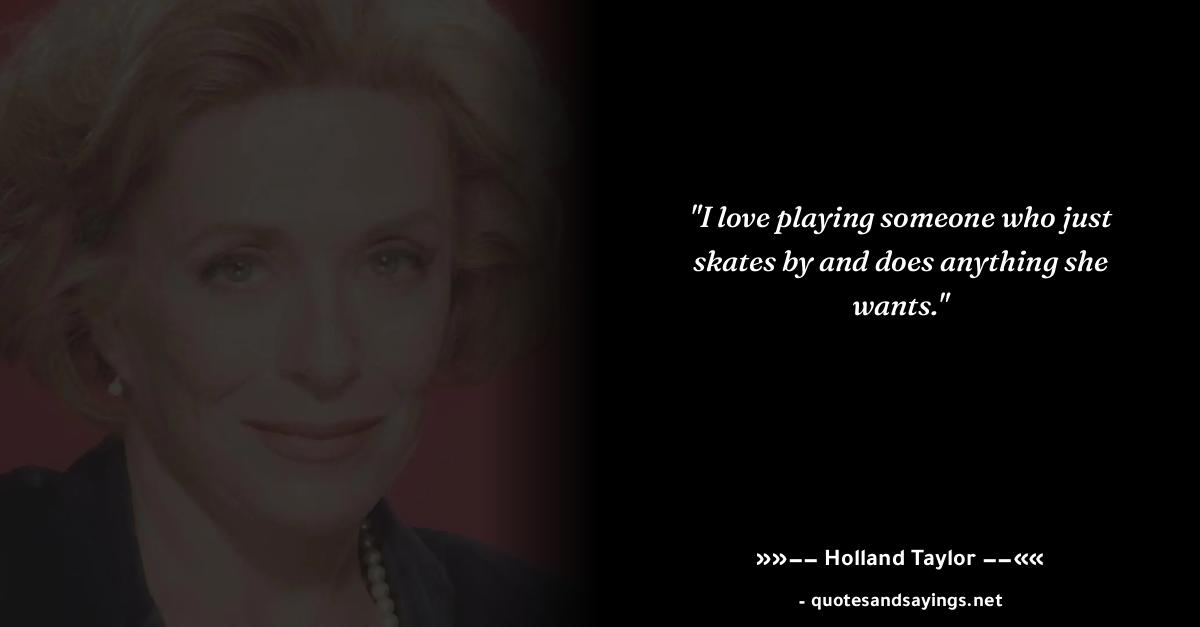 "I love playing someone who just
skates by and does anything she
wants."
»»−− Holland Taylor −−««
- quotesandsayings.net